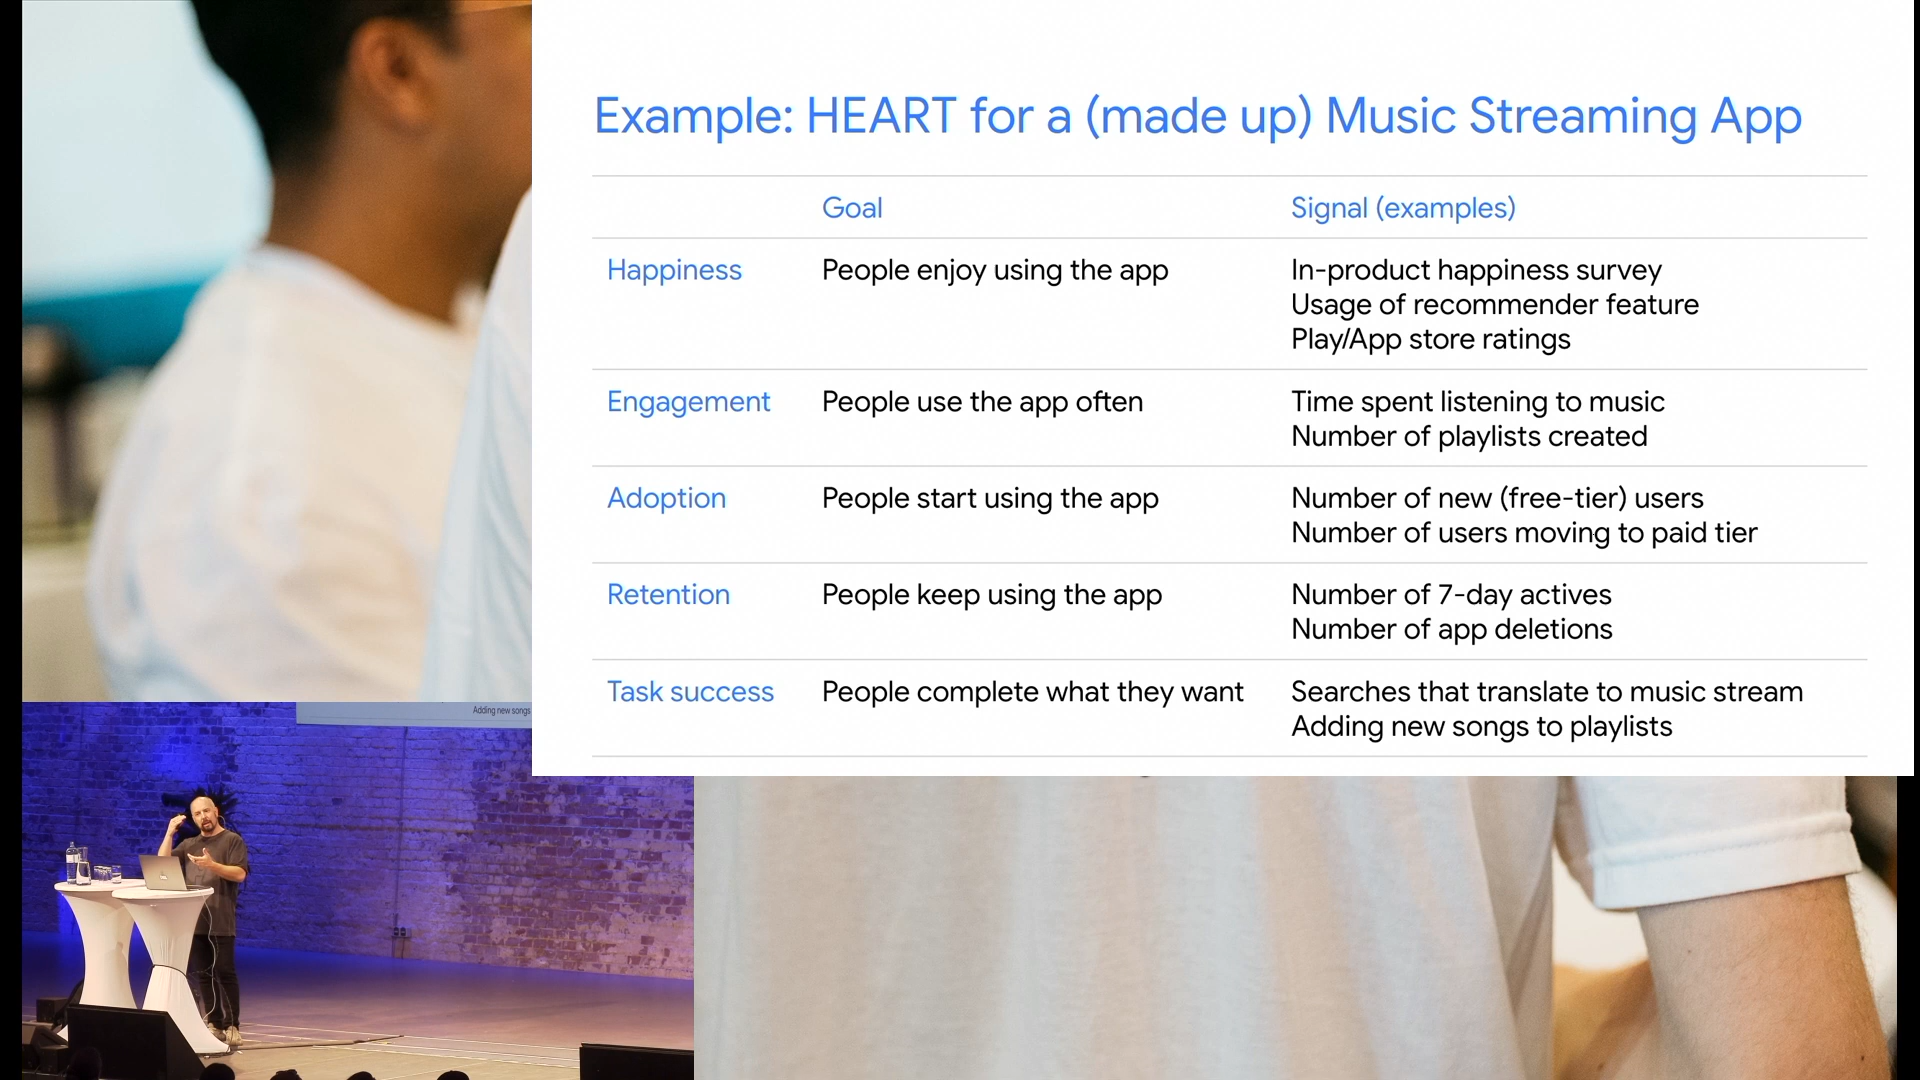 Example: HEART for a (made up) Music Streaming App
Goal
Signal (examples)
Happiness
People enjoy using the app
In-product happiness survey
Usage of recommender feature
Play/App store ratings
Engagement
People use the app often
Time spent listening to music
Number of playlists created
Adoption
People start using the app
Number of new (free-tier) users
Number of users moving to paid tier
Retention
People keep using the app
Number of 7-day actives
Number of app deletions
Task success
People complete what they want
Searches that translate to music stream
Adding new songs to playlists
Adding new songs